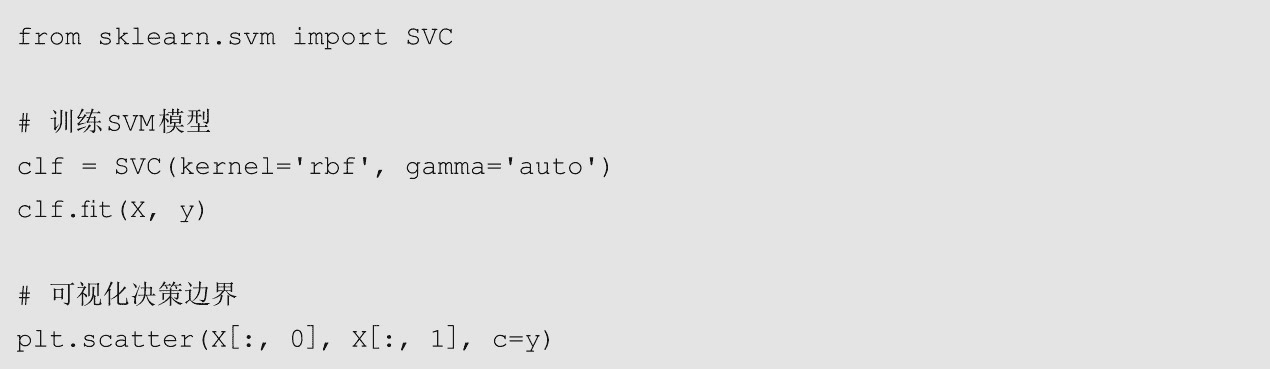 from sklearn.svm import SVC
# 训练SVM模型
clf = SVC(kernel='rbf', gamma='auto')
clf.fit(X, y)
# 可视化决策边界
plt.scatter(X[:, 0], X[:, 1], c=y)